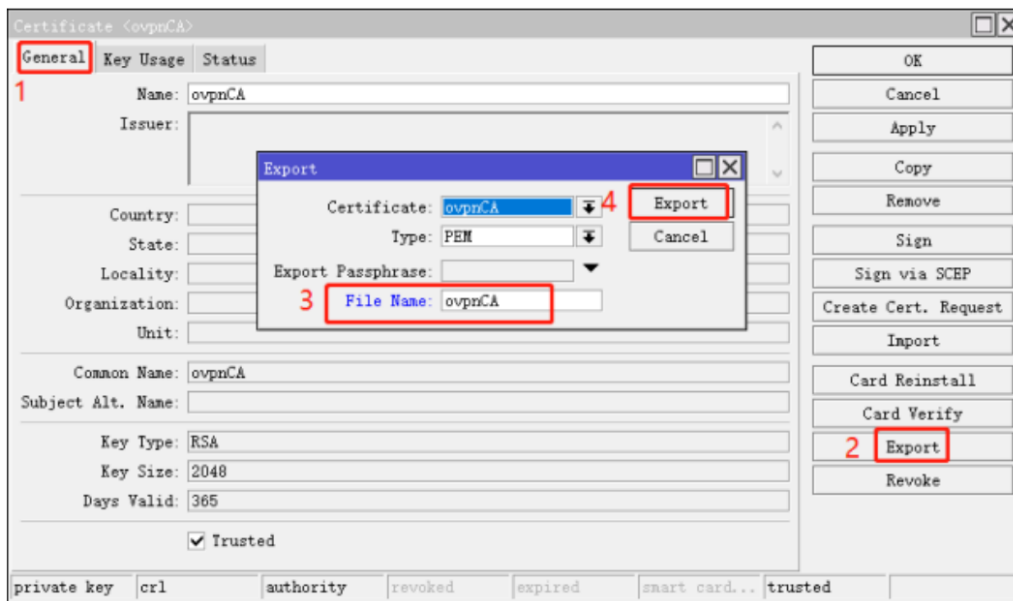 Certificate <ovpnCA>
General Key Usage Status
1
Name: ovpnCA
Issuer:
Country:
State:
Locality:
Organization:
Unit:
Common Name: ovpnCA
Subject Alt. Name:
Key Type: RSA
Key Size: 2048
Days Valid: 365
Trusted
Export
Certificate: ovpnCA
Type: PEM
Export Passphrase:
3 File Name: ovpnCA
4 Export
Cancel
OK
Cancel
Apply
Copy
Remove
Sign
Sign via SCEP
Create Cert. Request
Import
Card Reinstall
Card Verify
2 Export
Revoke
private key crl authority revoked expired smart card... trusted